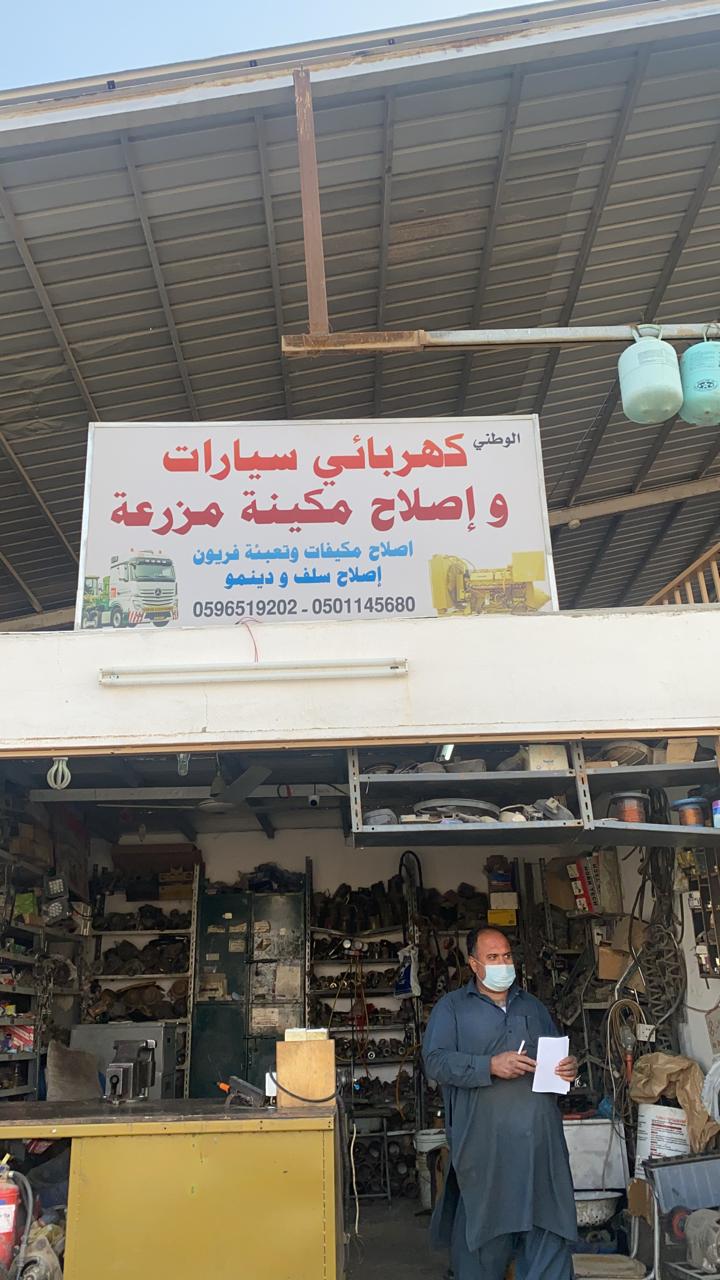 الوطني
كهربائي سيارات
و إصلاح مكينة مزرعة
اصلاح مكيفات وتعبئة فريون
إصلاح سلف و دينمو
0596519202 - 0501145680